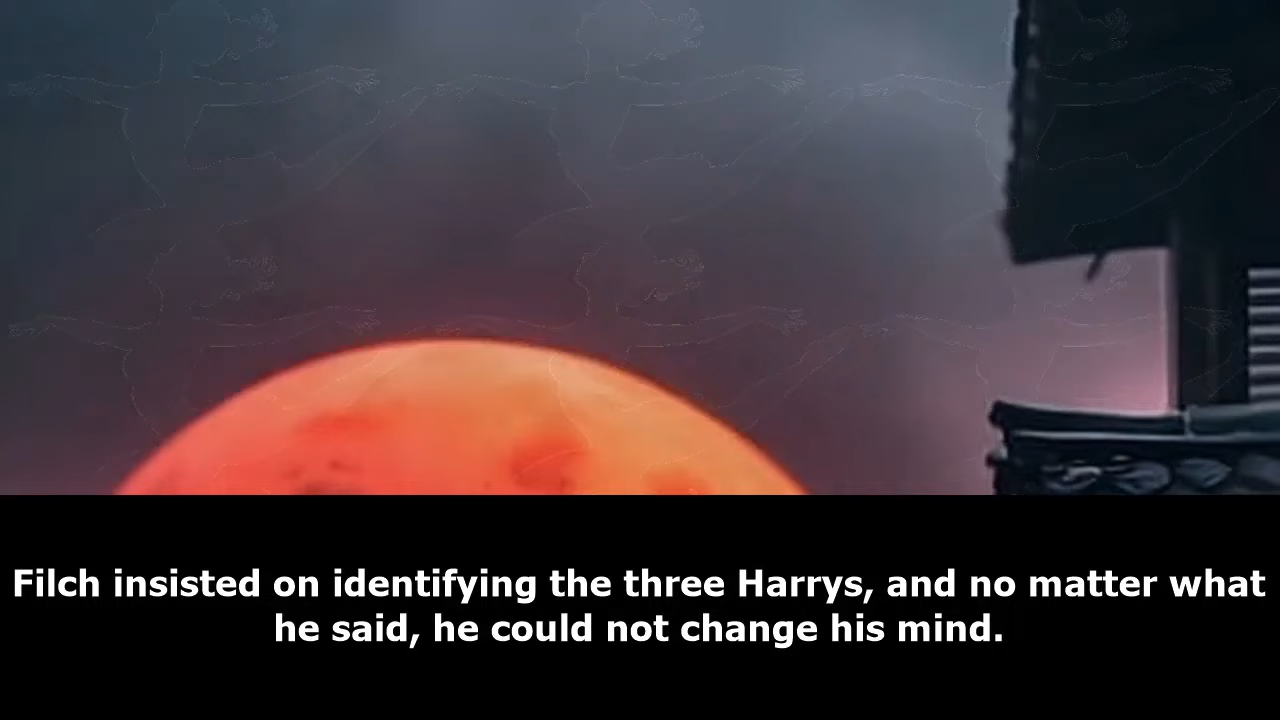 Filch insisted on identifying the three Harrys, and no matter what
he said, he could not change his mind.